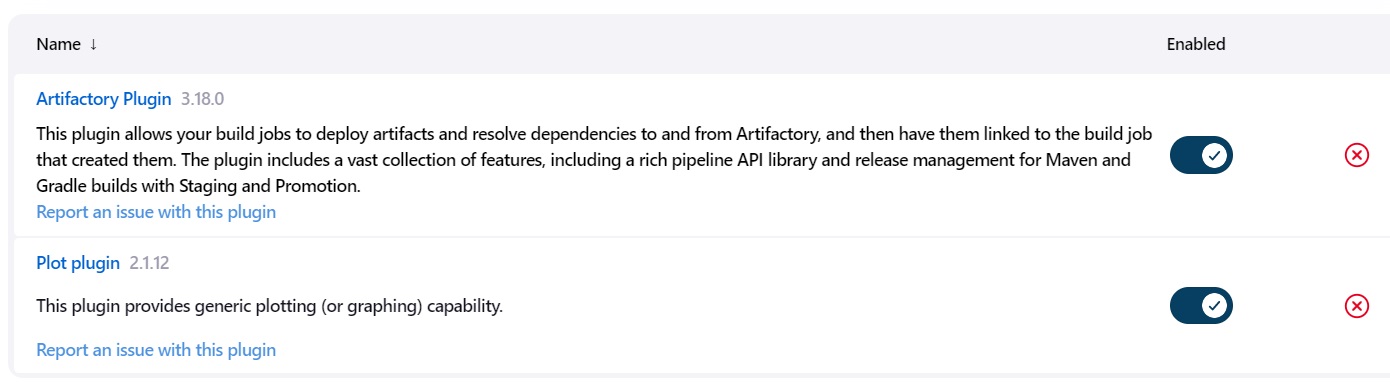 Name ↓ Enabled
Artifactory Plugin 3.18.0
This plugin allows your build jobs to deploy artifacts and resolve dependencies to and from Artifactory, and then have them linked to the build job
that created them. The plugin includes a vast collection of features, including a rich pipeline API library and release management for Maven and
Gradle builds with Staging and Promotion.
Report an issue with this plugin
Plot plugin 2.1.12
This plugin provides generic plotting (or graphing) capability.
Report an issue with this plugin